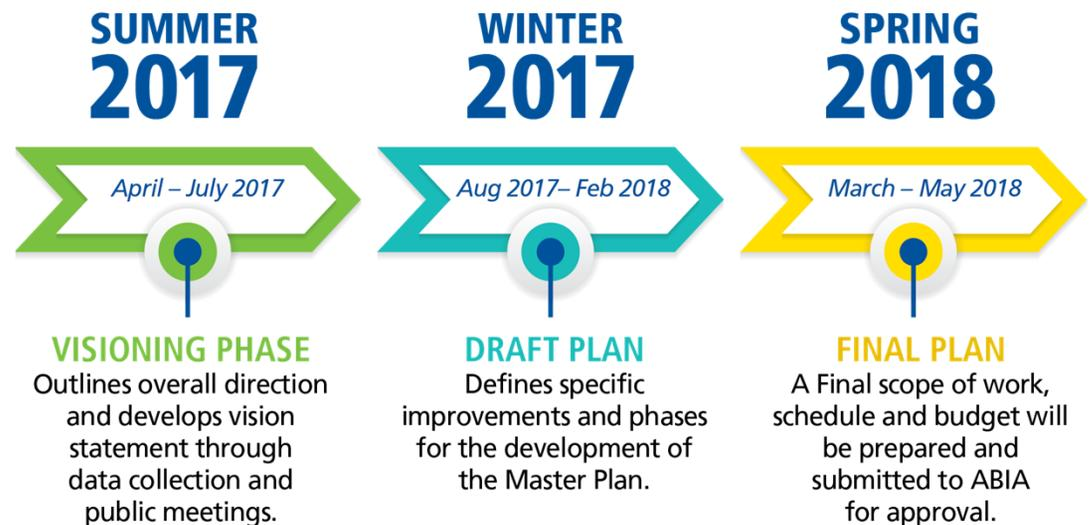 SUMMER
2017
April – July 2017
VISIONING PHASE
Outlines overall direction
and develops vision
statement through
data collection and
public meetings.
WINTER
2017
Aug 2017– Feb 2018
DRAFT PLAN
Defines specific
improvements and phases
for the development of
the Master Plan.
SPRING
2018
March – May 2018
FINAL PLAN
A Final scope of work,
schedule and budget will
be prepared and
submitted to ABIA
for approval.